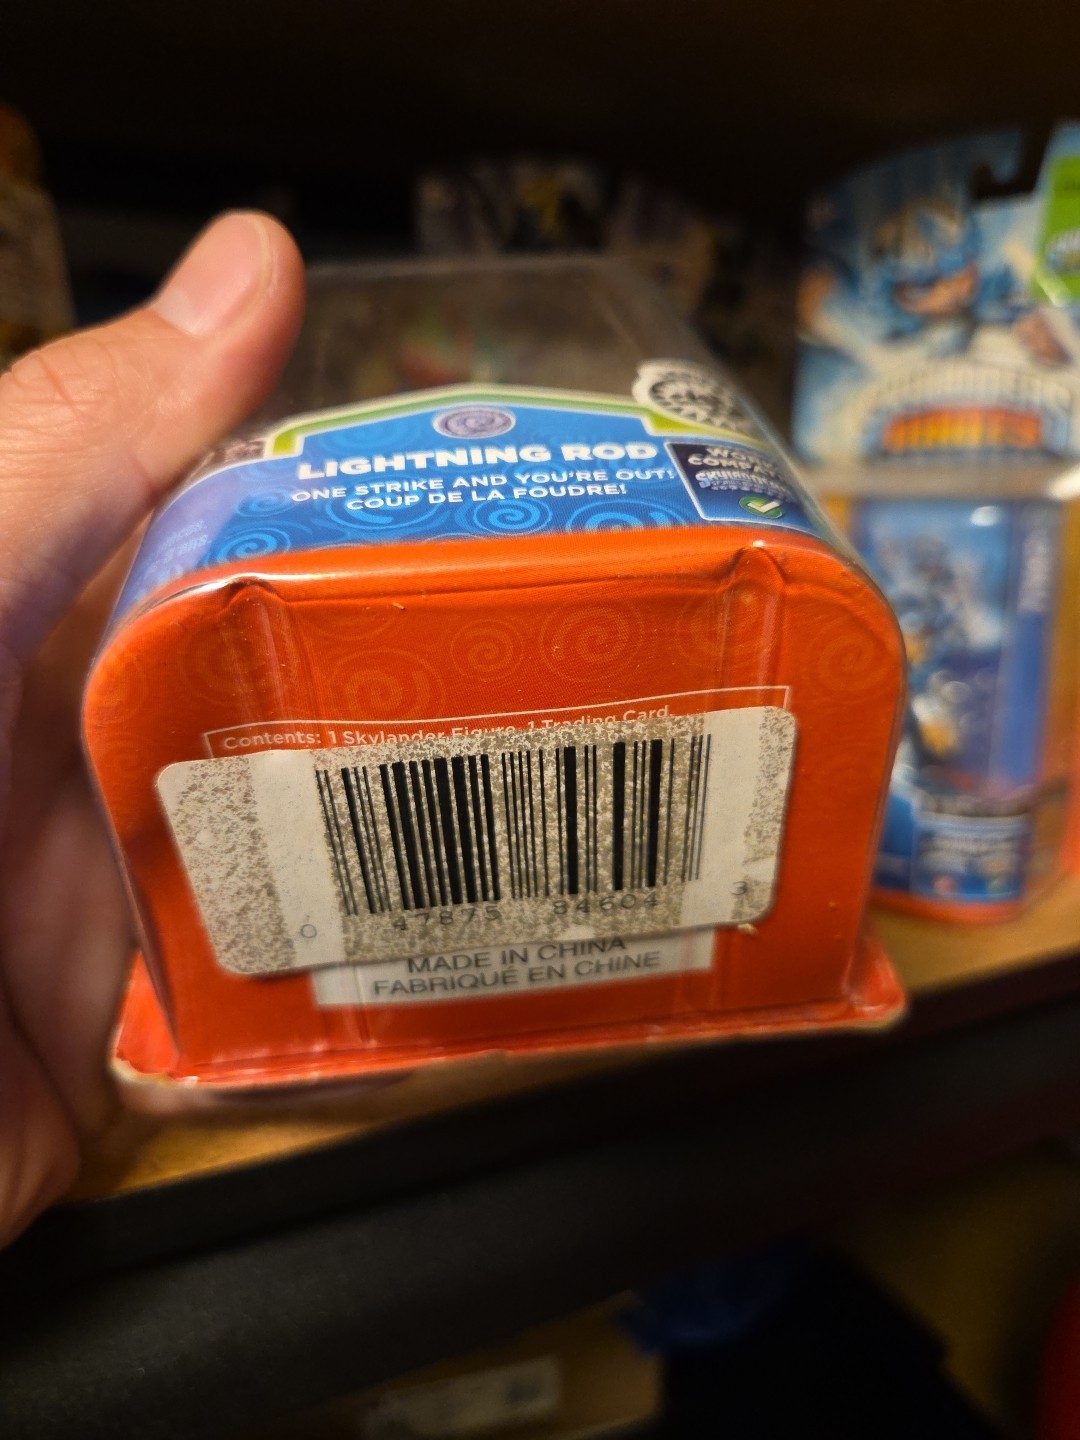 LIGHTNING ROD
ONE STRIKE AND YOU'RE OUT!
COUP DE LA FOUDRE!
Contents: 1 Skylander Figure, 1 Trading Card
0 47875 84604 3
MADE IN CHINA
FABRIQUÉ EN CHINE
GIANTS